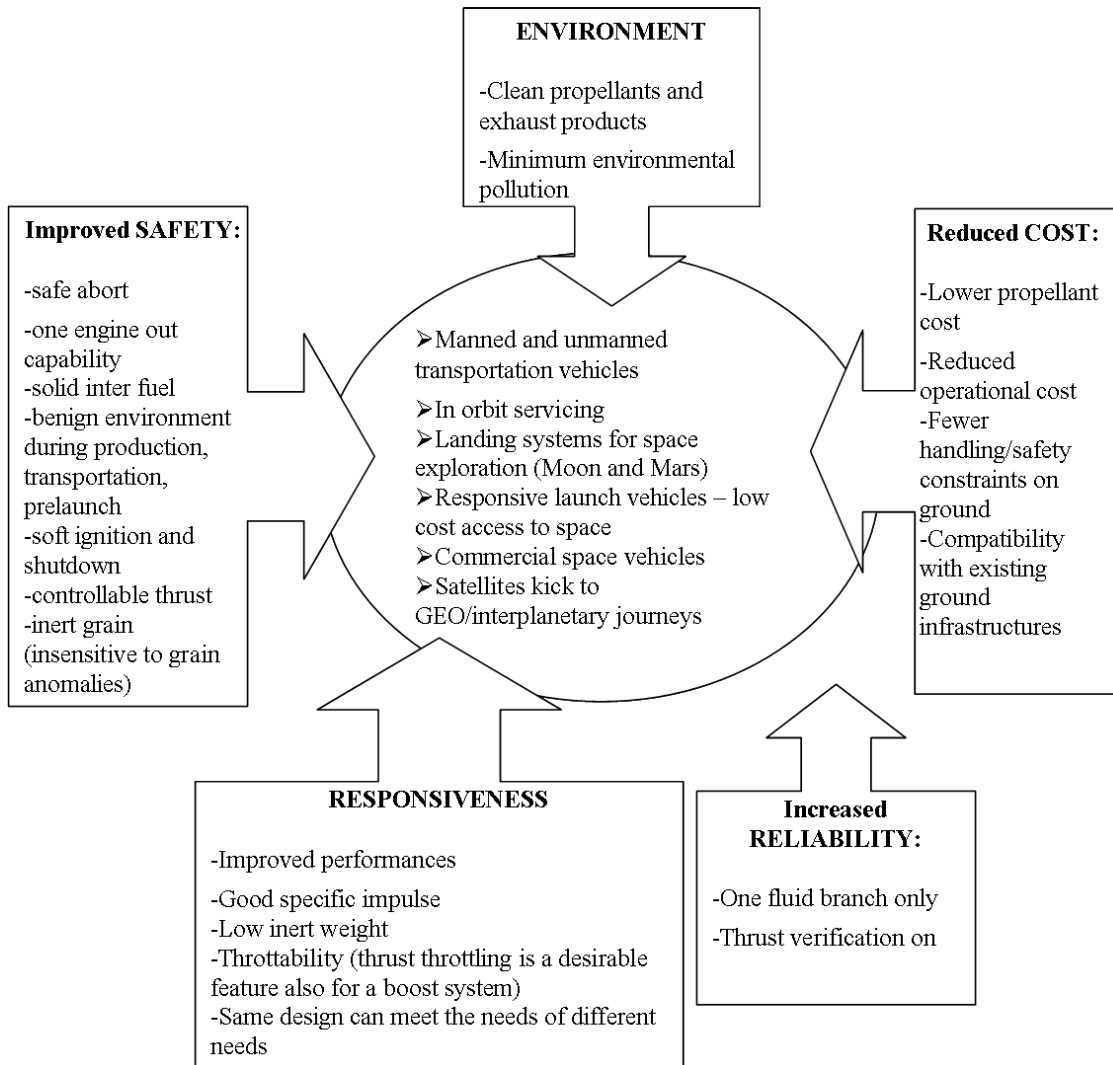 ENVIRONMENT
-Clean propellants and
exhaust products
-Minimum environmental
pollution
Improved SAFETY:
-safe abort
-one engine out
capability
-solid inter fuel
-benign environment
during production,
transportation,
prelaunch
-soft ignition and
shutdown
-controllable thrust
-inert grain
(insensitive to grain
anomalies)
➢Manned and unmanned
transportation vehicles
➢In orbit servicing
➢Landing systems for space
exploration (Moon and Mars)
➢Responsive launch vehicles – low
cost access to space
➢Commercial space vehicles
➢Satellites kick to
GEO/interplanetary journeys
Reduced COST:
-Lower propellant
cost
-Reduced
operational cost
-Fewer
handling/safety
constraints on
ground
-Compatibility
with existing
ground
infrastructures
RESPONSIVENESS
-Improved performances
-Good specific impulse
-Low inert weight
-Throttability (thrust throttling is a desirable
feature also for a boost system)
-Same design can meet the needs of different
needs
Increased
RELIABILITY:
-One fluid branch only
-Thrust verification on